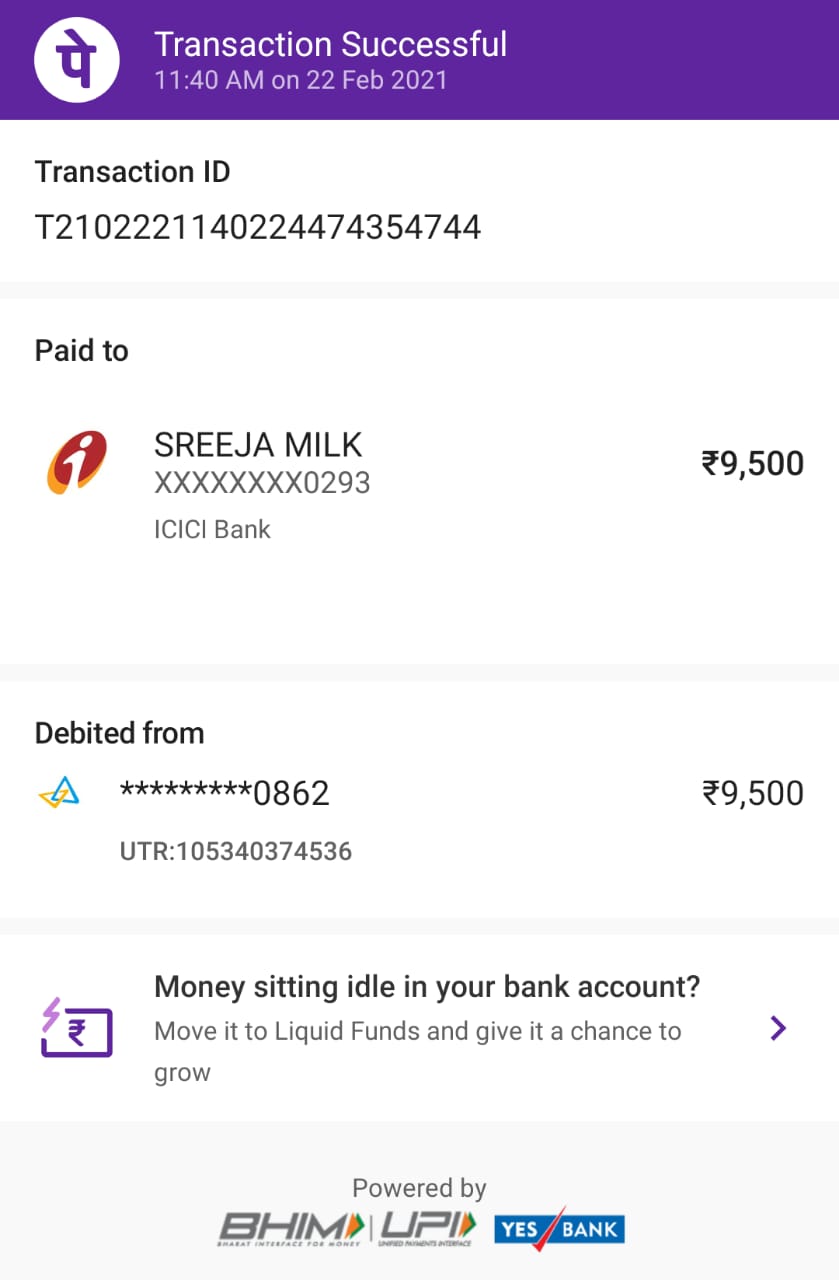 पे
Transaction Successful
11:40 AM on 22 Feb 2021
Transaction ID
T2102221140224474354744
Paid to
SREEJA MILK
XXXXXXXX0293
₹9,500
ICICI Bank
Debited from
*********0862
₹9,500
UTR:105340374536
Money sitting idle in your bank account?
Move it to Liquid Funds and give it a chance to
grow
₹
Powered by
BHIM UPI YES BANK
BHARAT INTERFACE FOR MONEY UNIFIED PAYMENTS INTERFACE